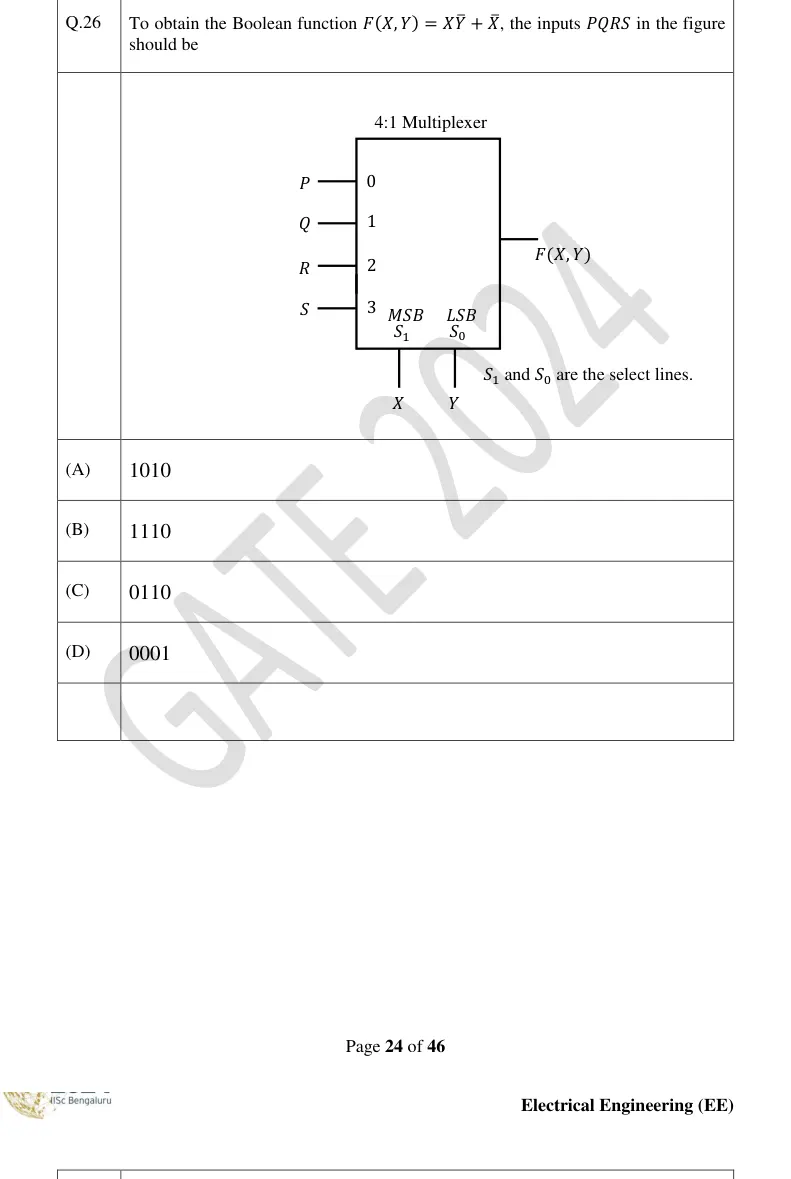 Q.26 To obtain the Boolean function F(X, Y) = XȲ + X̄, the inputs PQRS in the figure
should be
4:1 Multiplexer
P 0
Q 1
F(X, Y)
R 2
S 3
MSB LSB
S₁ S₀
S₁ and S₀ are the select lines.
X Y
(A) 1010
(B) 1110
(C) 0110
(D) 0001
GATE 2024
Page 24 of 46
IISc Bengaluru
Electrical Engineering (EE)